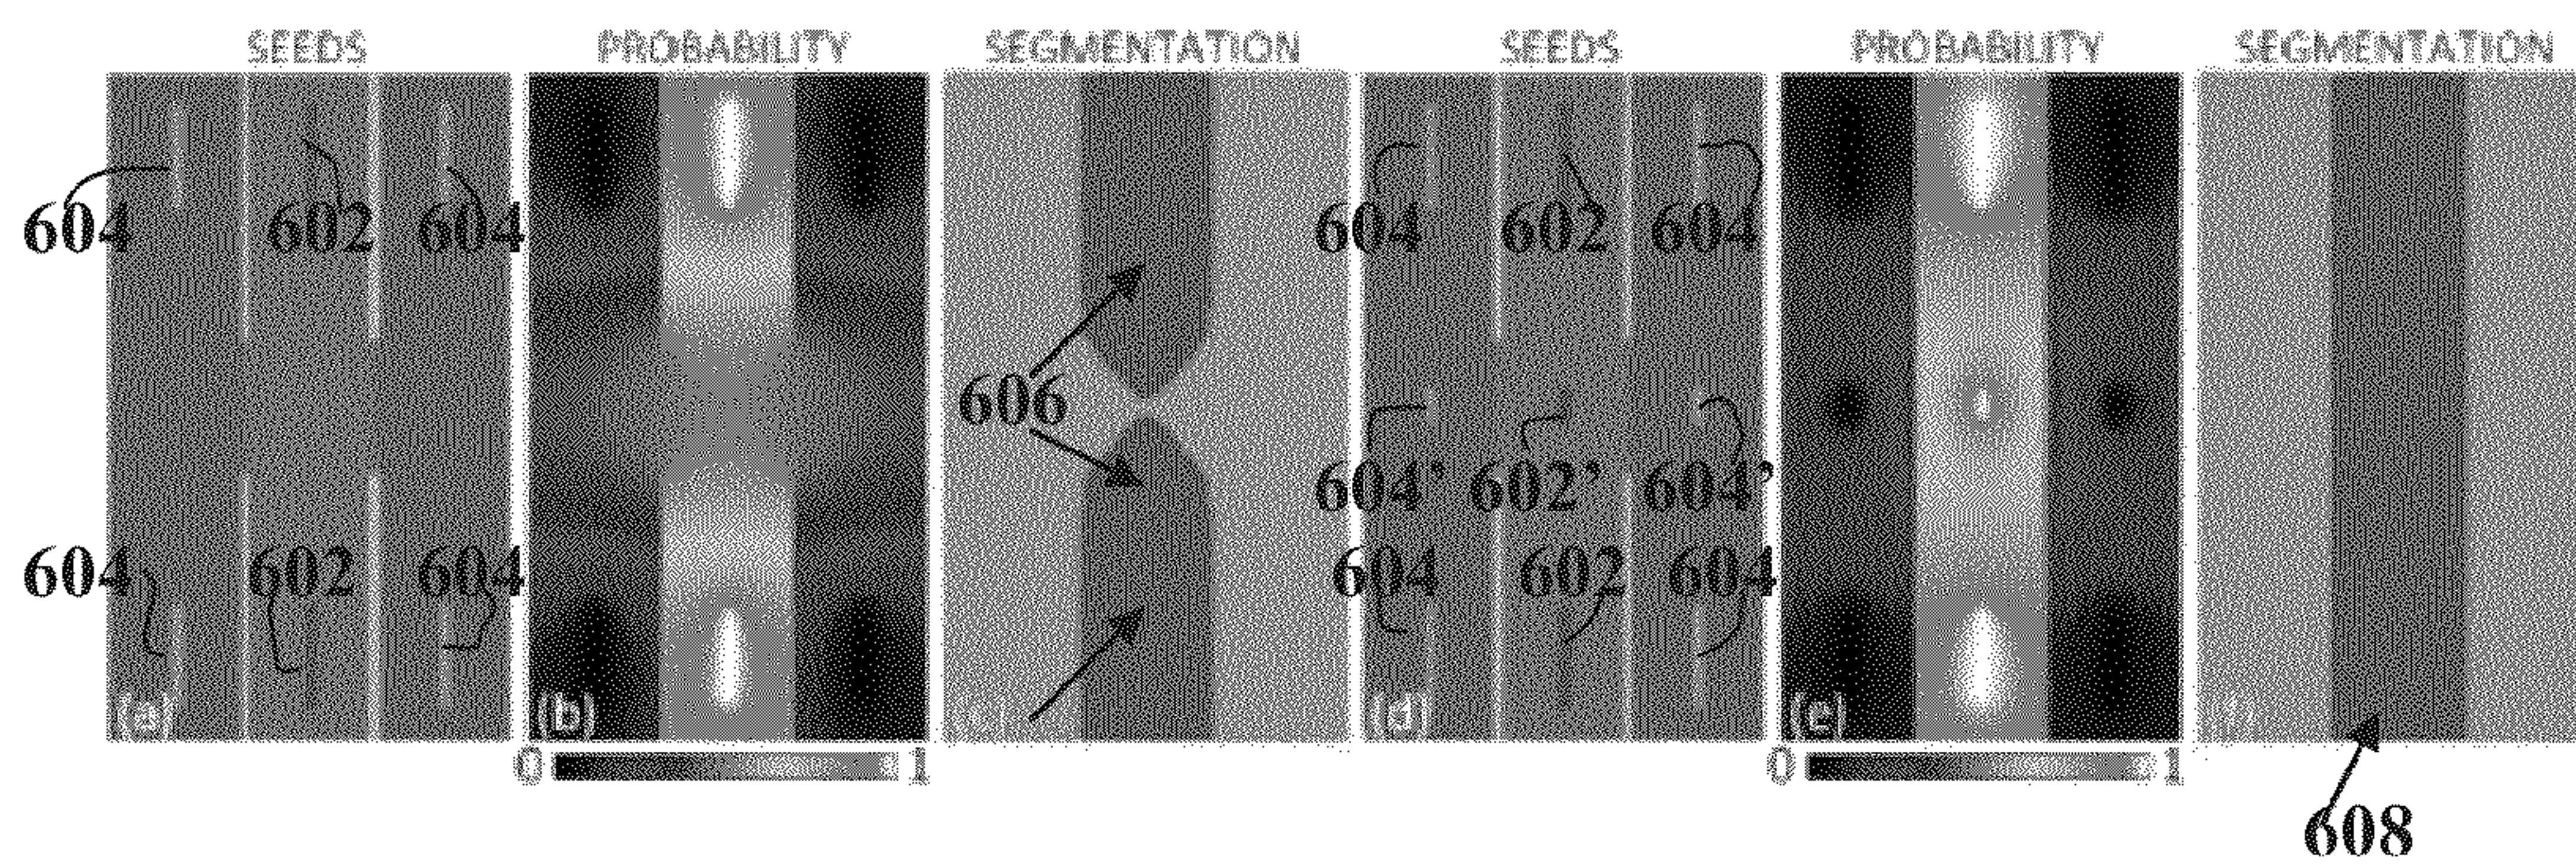 SEEDS PROBABILITY SEGMENTATION SEEDS PROBABILITY SEGMENTATION
604 602 604 604 602 604
606
604' 602' 604'
604 602 604 604 602 604
(a) (b) (c) (d) (e) (f)
0 1 0 1
608